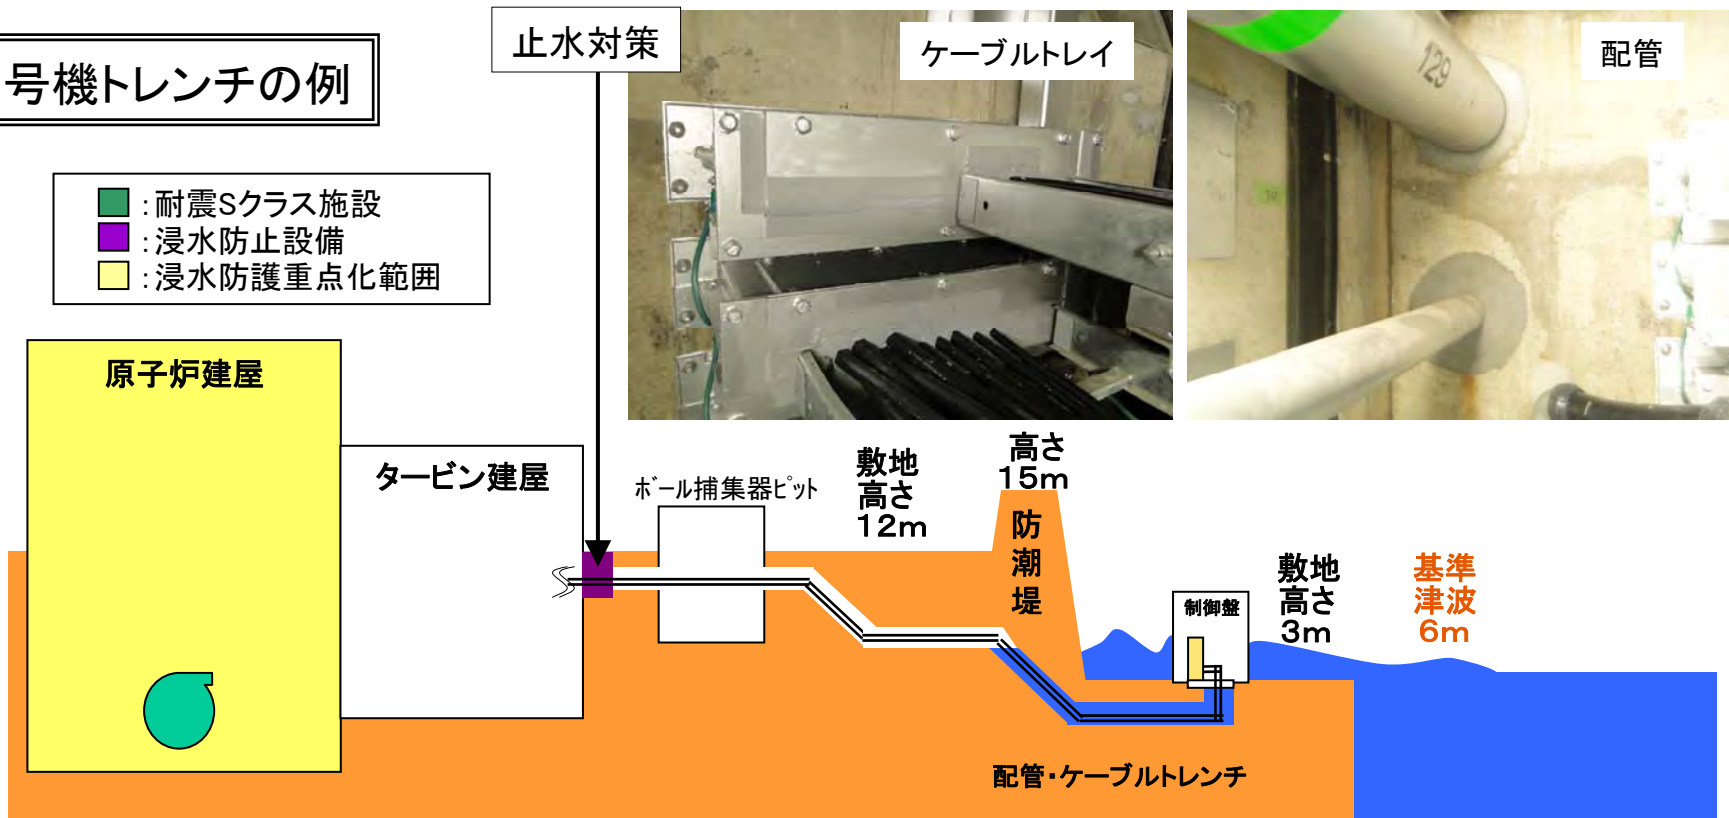 号機トレンチの例
止水対策
ケーブルトレイ
配管
129
:耐震Sクラス施設
:浸水防止設備
:浸水防護重点化範囲
原子炉建屋
タービン建屋
ボール捕集器ピット
敷地
高さ
12m
高さ
15m
防
潮
堤
制御盤
敷地
高さ
3m
基準
津波
6m
配管・ケーブルトレンチ